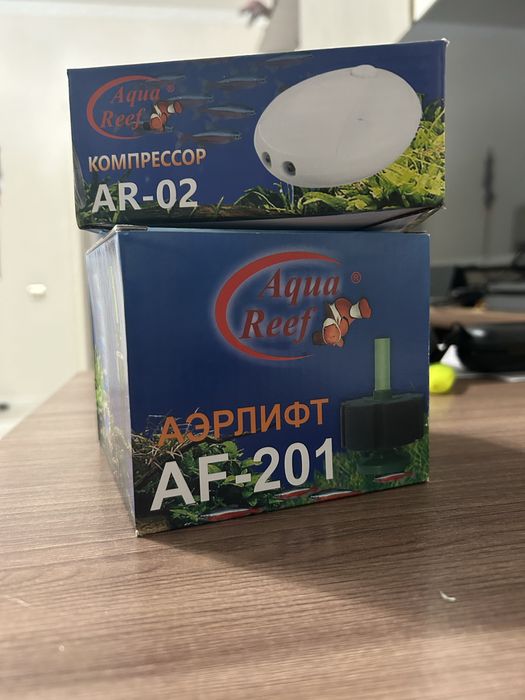 Aqua ®
Reef
КОМПРЕССОР
AR-02
Aqua ®
Reef
АЭРЛИФТ
AF-201